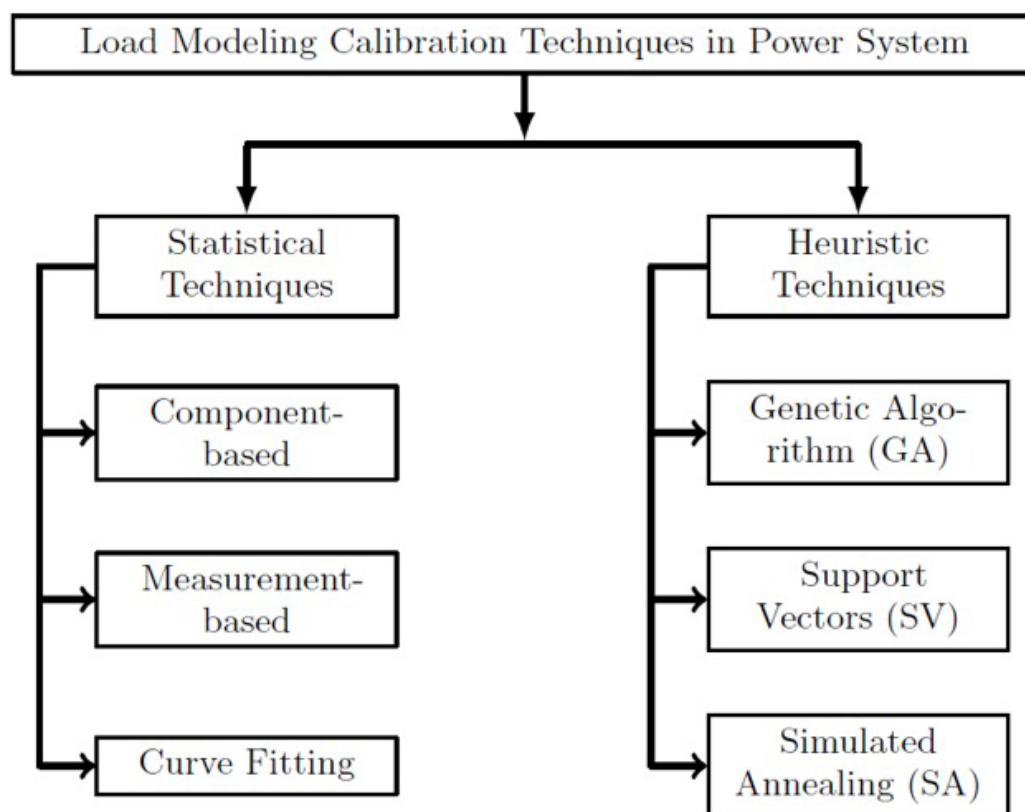 Load Modeling Calibration Techniques in Power System
Statistical
Techniques
Component-
based
Measurement-
based
Curve Fitting
Heuristic
Techniques
Genetic Algo-
rithm (GA)
Support
Vectors (SV)
Simulated
Annealing (SA)